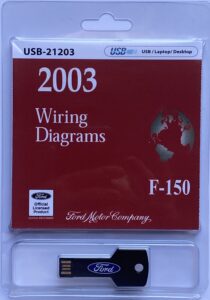 USB-21203
USB
USB / Laptop/ Desktop
2003
Wiring
Diagrams
Ford
Official
Licensed
Product
F-150
Ford Motor Company,
Ford